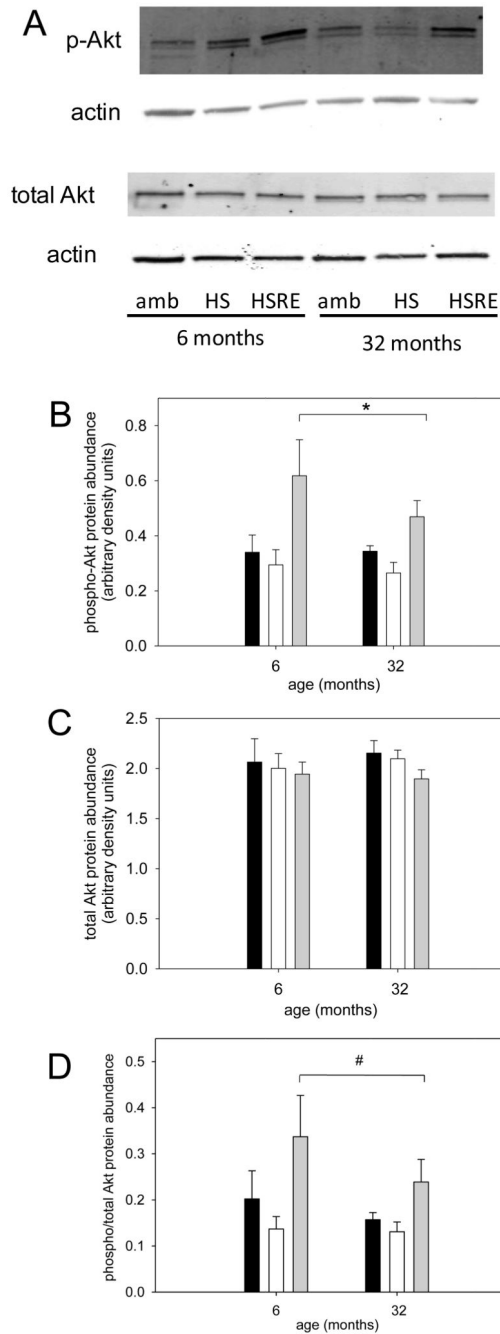 A
p-Akt
actin
total Akt
actin
amb HS HSRE amb HS HSRE
6 months 32 months
B
*
phospho-Akt protein abundance
(arbitrary density units)
0.8
0.6
0.4
0.2
0.0
6 32
age (months)
C
total Akt protein abundance
(arbitrary density units)
2.5
2.0
1.5
1.0
0.5
0.0
6 32
age (months)
D
#
phospho/total Akt protein abundance
0.5
0.4
0.3
0.2
0.1
0.0
6 32
age (months)